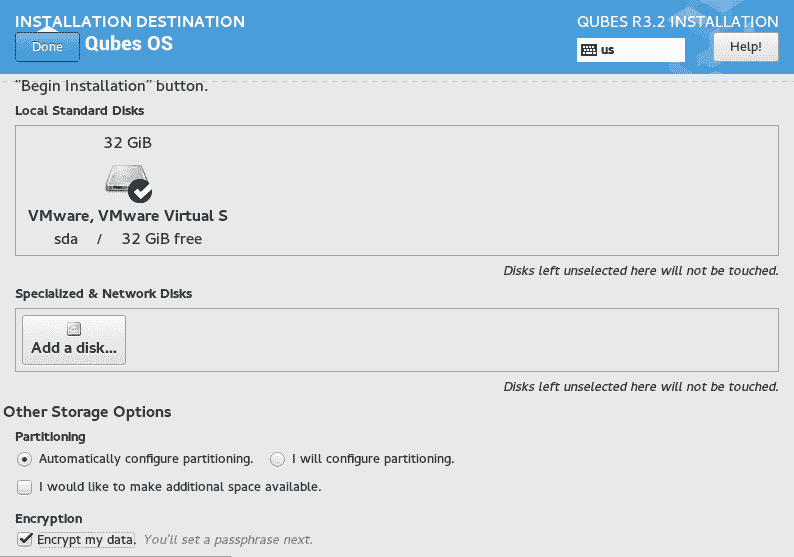 INSTALLATION DESTINATION
QUBES R3.2 INSTALLATION
Done
Qubes OS
us
Help!
"Begin Installation" button.
Local Standard Disks
32 GiB
VMware, VMware Virtual S
sda / 32 GiB free
Disks left unselected here will not be touched.
Specialized & Network Disks
Add a disk...
Disks left unselected here will not be touched.
Other Storage Options
Partitioning
Automatically configure partitioning. I will configure partitioning.
I would like to make additional space available.
Encryption
Encrypt my data. You'll set a passphrase next.